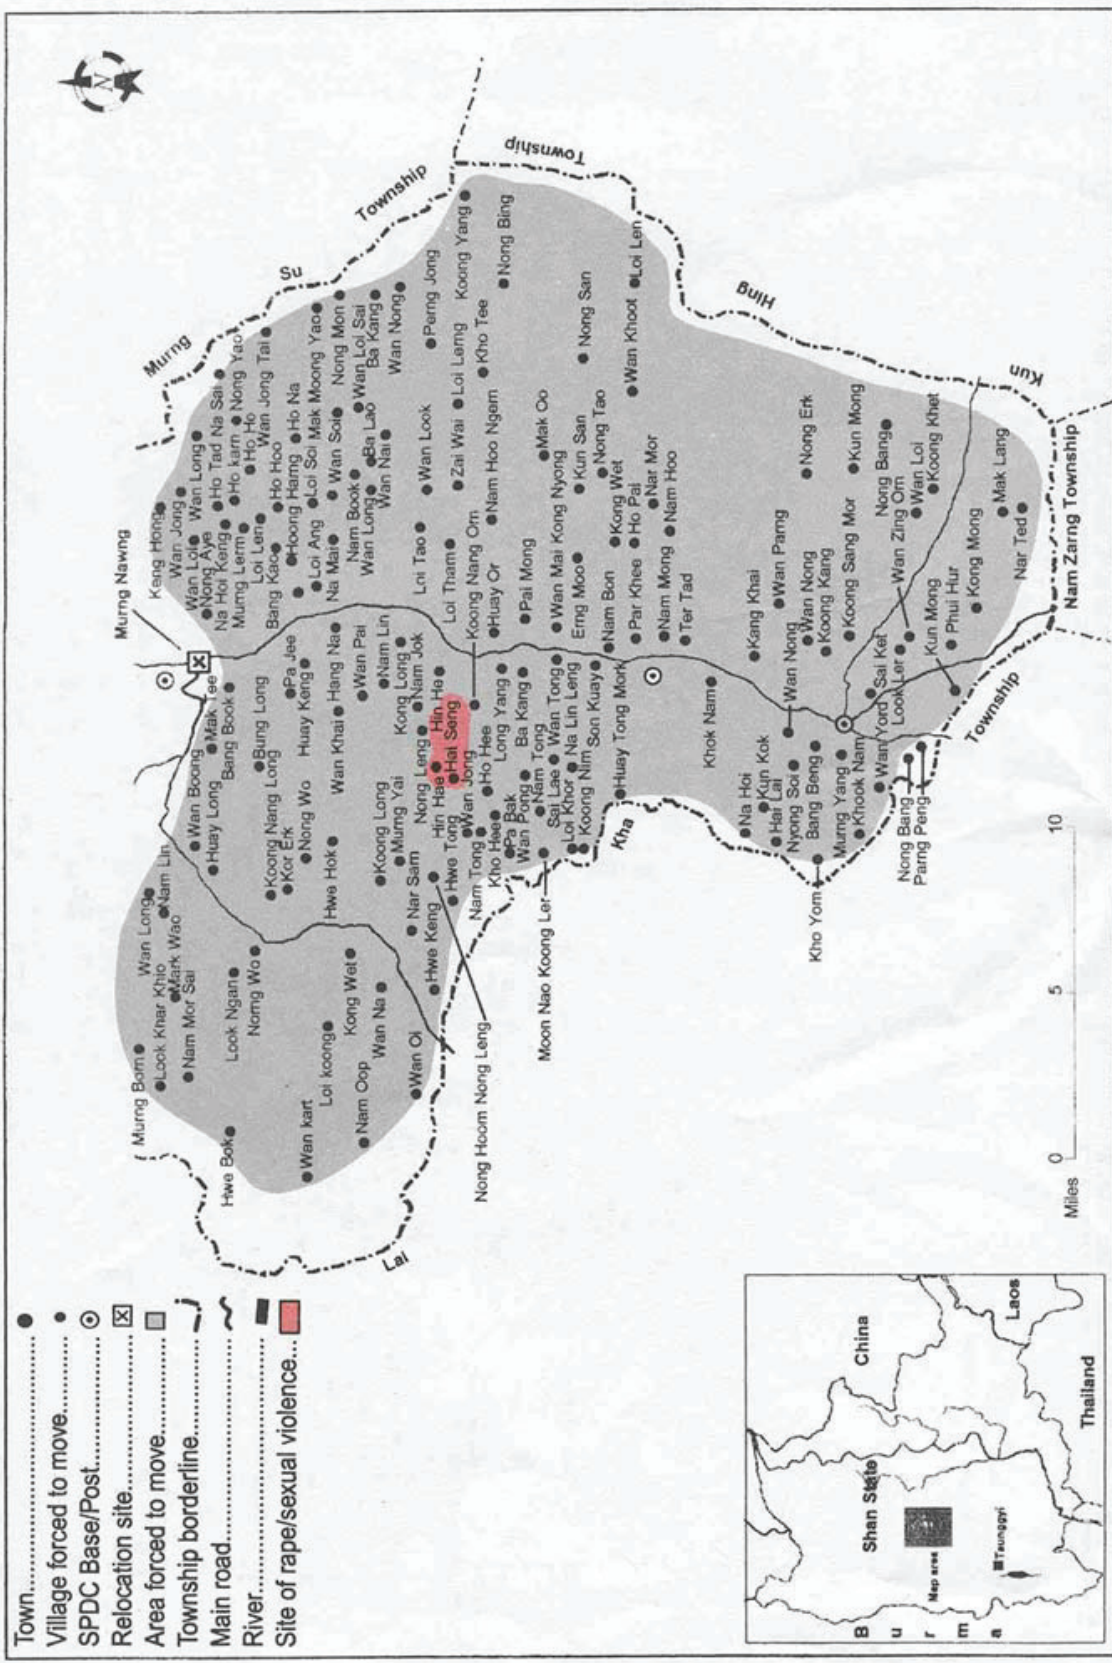 Town
Village forced to move
SPDC Base/Post
Relocation site
Area forced to move
Township borderline
Main road
River
Site of rape/sexual violence
N
Murng Nawng
Murng
Su
Township
Township
Hing
Kun
Nam Zarng Township
Township
Kha
Lai
Keng Hong
Wan Jong
Wan Long
Wan Loi
Nong Aye
Ho Tad Na Sai
Na Hoi Keng
Ho karn
Nong Yao
Murng Lerm
Ho Ho
Wan Jong Tai
Loi Len
Ho Hoo
Bang Kao
Hoong Harng
Ho Na
Loi Ang
Loi Soi
Mak Moong Yao
Na Mai
Wan Soi
Nong Mon
Nam Book
Wan Loi Sai
Wan Long
Ba Lao
Ba Kang
Wan Nai
Wan Nong
Loi Tao
Wan Look
Perng Jong
Loi Tham
Zai Wai
Loi Lerng
Koong Yang
Koong Nang Orn
Kho Tee
Huay Or
Nam Hoo Ngern
Nong Bing
Pai Mong
Mak Oo
Wan Mai Kong Nyong
Erng Moo
Kun San
Nong San
Nam Bon
Nong Tao
Kong Wet
Par Khee
Ho Pai
Wan Khoot
Loi Len
Nar Mor
Nam Mong
Nam Hoo
Ter Tad
Murng Born
Wan Long
Look Khar Khio
Nam Lin
Mark Wao
Nam Mor Sai
Wan Boong
Huay Long
Mak Tee
Bang Book
Hwe Bok
Look Ngan
Norng Wo
Bung Long
Koong Nang Long
Kor Erk
Pa Jee
Nong Wo
Huay Keng
Wan kart
Loi koong
Hwe Hok
Wan Khai
Hang Na
Kong Wet
Wan Pai
Nam Oop
Wan Na
Koong Long
Nam Lin
Murng Yai
Kong Long
Wan Oi
Nar Sam
Nong Leng
Nam Jok
Hwe Keng
Hin Hae
Hin He
Hwe Tong
Hai Seng
Wan Jong
Nam Tong
Ho Hee
Kho Hee
Long Yang
Pa Bak
Wan Pong
Ba Kang
Nam Tong
Nong Hoom Nong Leng
Sai Lae
Wan Tong
Moon Nao Koong Ler
Loi Khor
Na Lin Leng
Koong Nim
Son Kuay
Huay Tong Mork
Khok Nam
Kang Khai
Wan Parng
Na Hoi
Kun Kok
Hai Lai
Nyong Soi
Wan Nong
Wan Nong
Nong Erk
Bang Beng
Koong Kang
Kho Yom
Murng Yang
Koong Sang Mor
Kun Mong
Khook Nam
Wan Yord
Sai Ket
Nong Bang
Look Ler
Wan Zing Orn
Wan Loi
Koong Khet
Nong Bang
Parng Peng
Kun Mong
Phui Hur
Kong Mong
Mak Lang
Nar Ted
Miles
0
5
10
China
Laos
Shan State
Thailand
Map area
Taunggyi
Burma